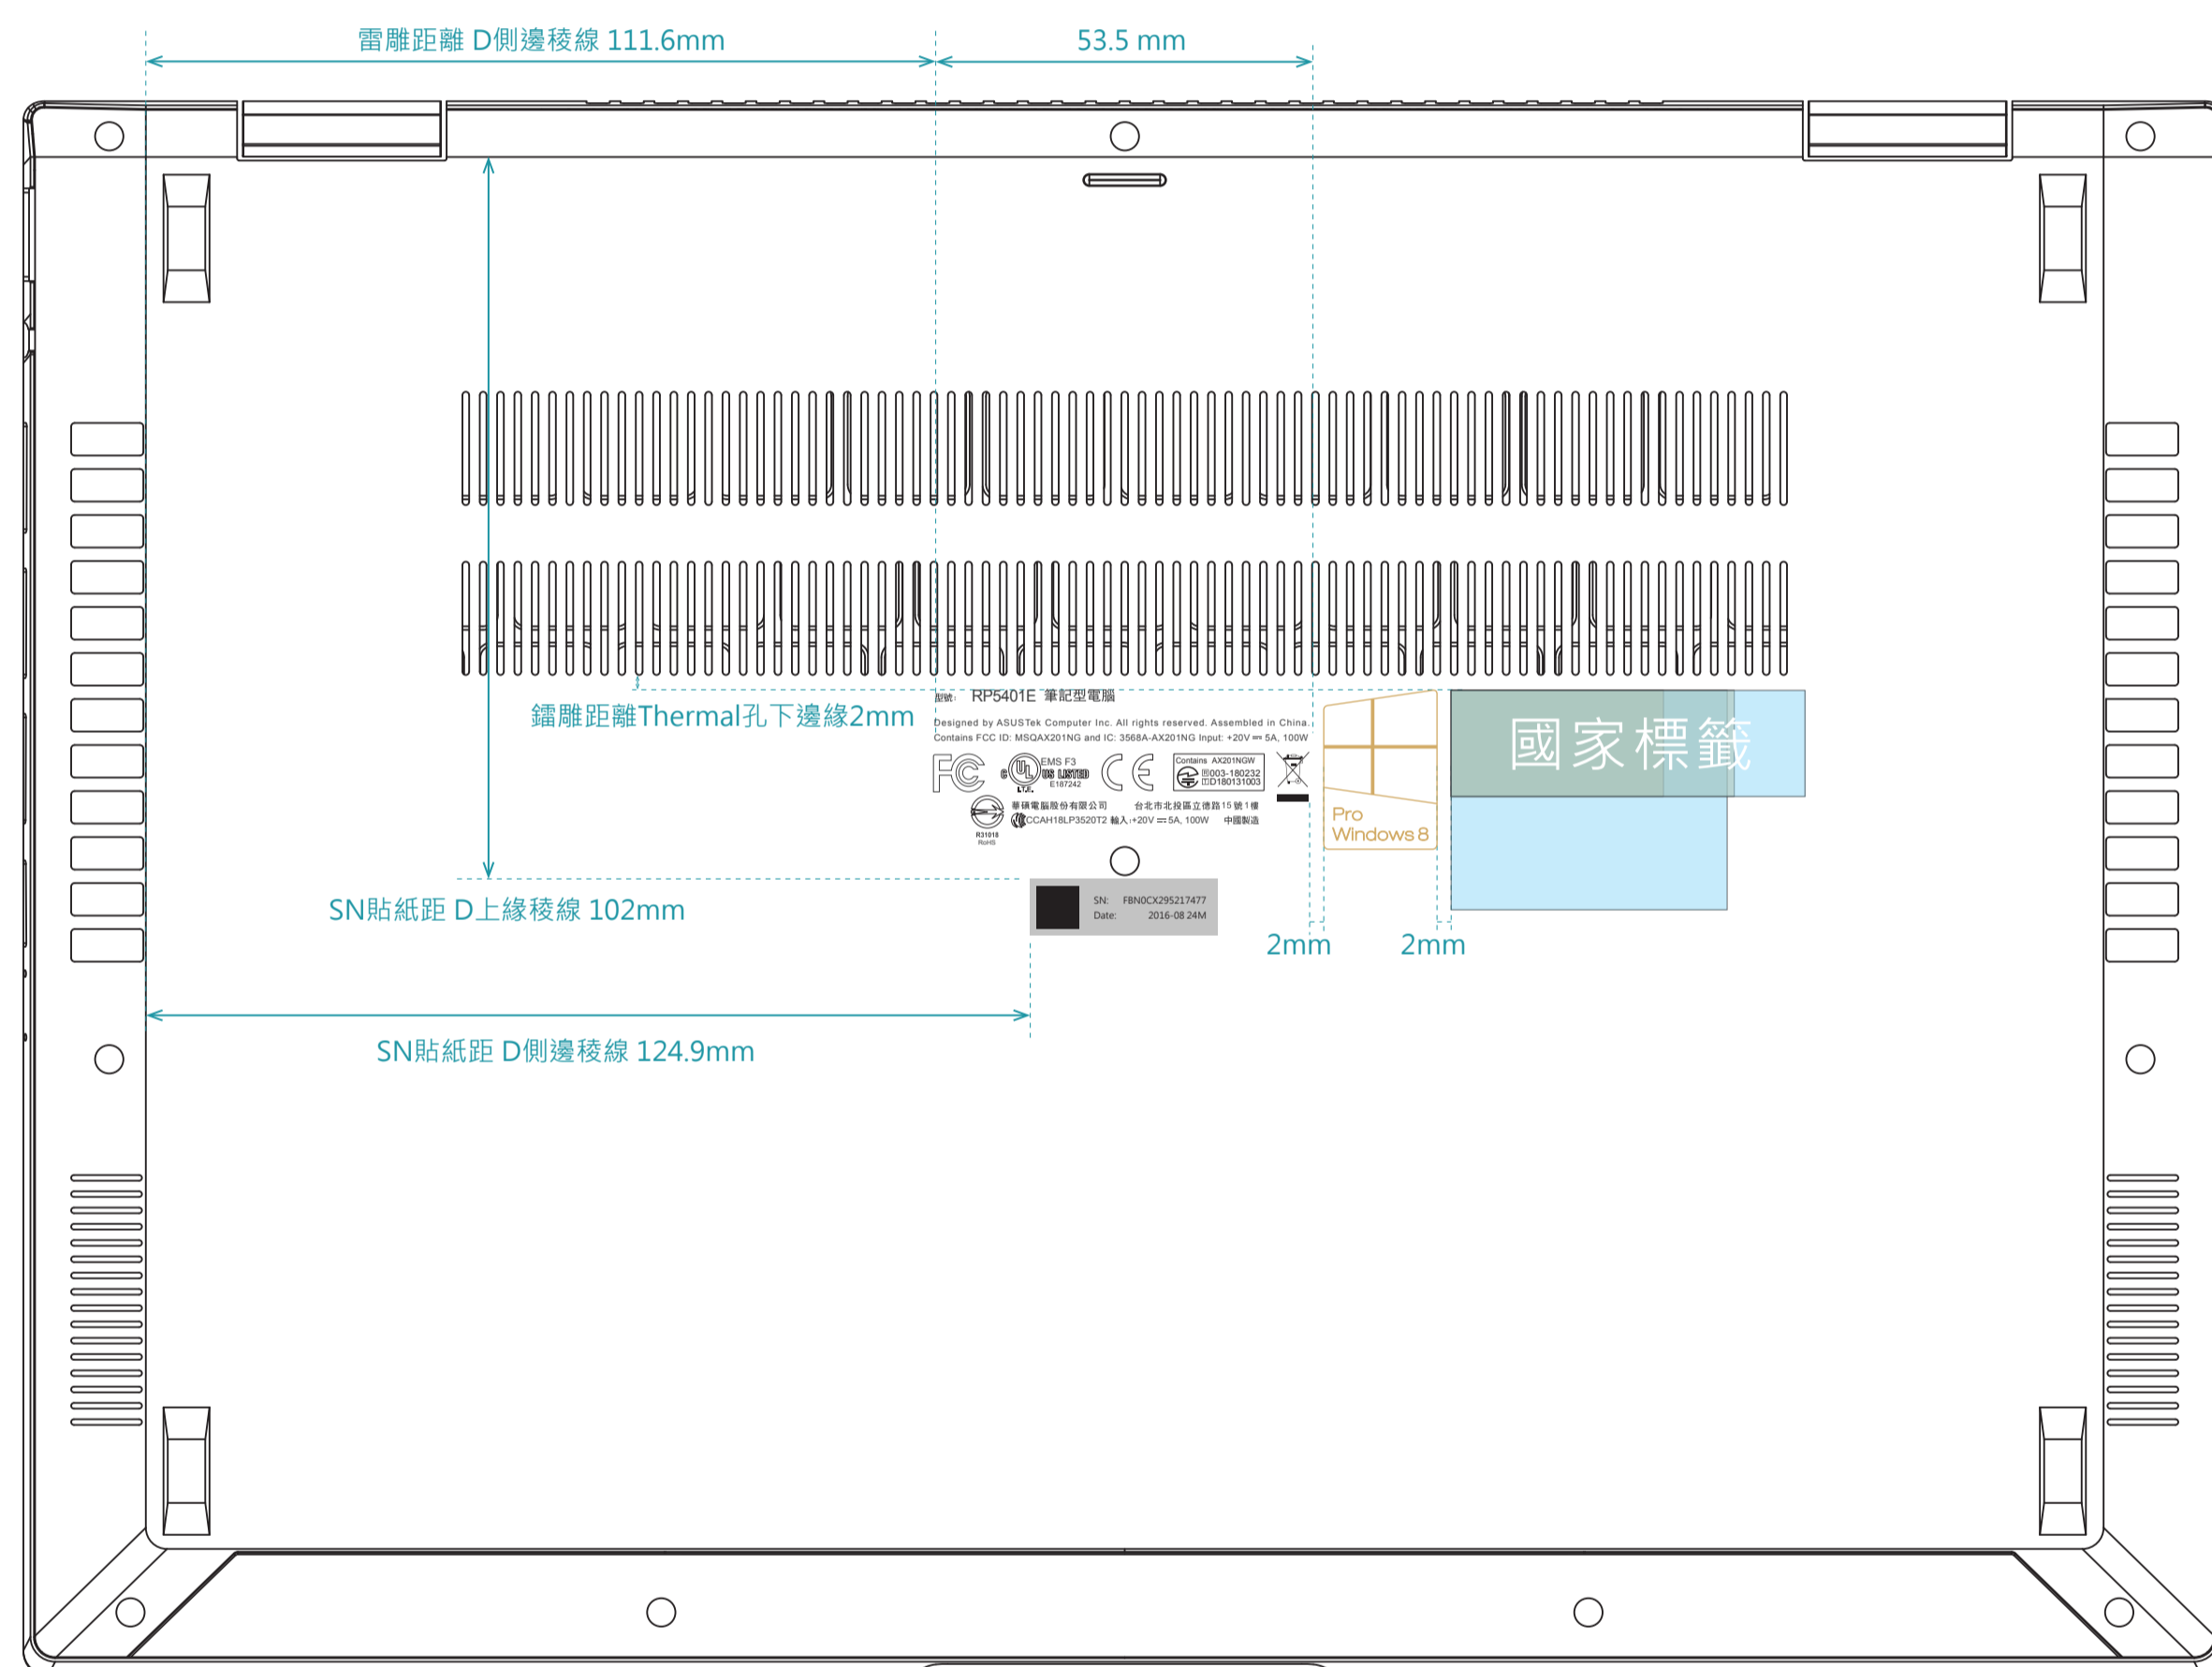 雷雕距離 D側邊稜線 111.6mm
53.5 mm
型號: RP5401E 筆記型電腦
鐳雕距離Thermal孔下邊緣2mm
Designed by ASUSTek Computer Inc. All rights reserved. Assembled in China.
Contains FCC ID: MSQAX201NG and IC: 3568A-AX201NG Input: +20V ⎓ 5A, 100W
國家標籤
FC
C UL US LISTED
I.T.E.
EMS F3
E187242
CE
Contains AX201NGW
R 003-180232
T D180131003
R31018
RoHS
華碩電腦股份有限公司 台北市北投區立德路15號1樓
CCAH18LP3520T2 輸入:+20V ⎓ 5A, 100W 中國製造
Pro
Windows 8
SN貼紙距 D上緣稜線 102mm
SN: FBN0CX295217477
Date: 2016-08 24M
2mm
2mm
SN貼紙距 D側邊稜線 124.9mm